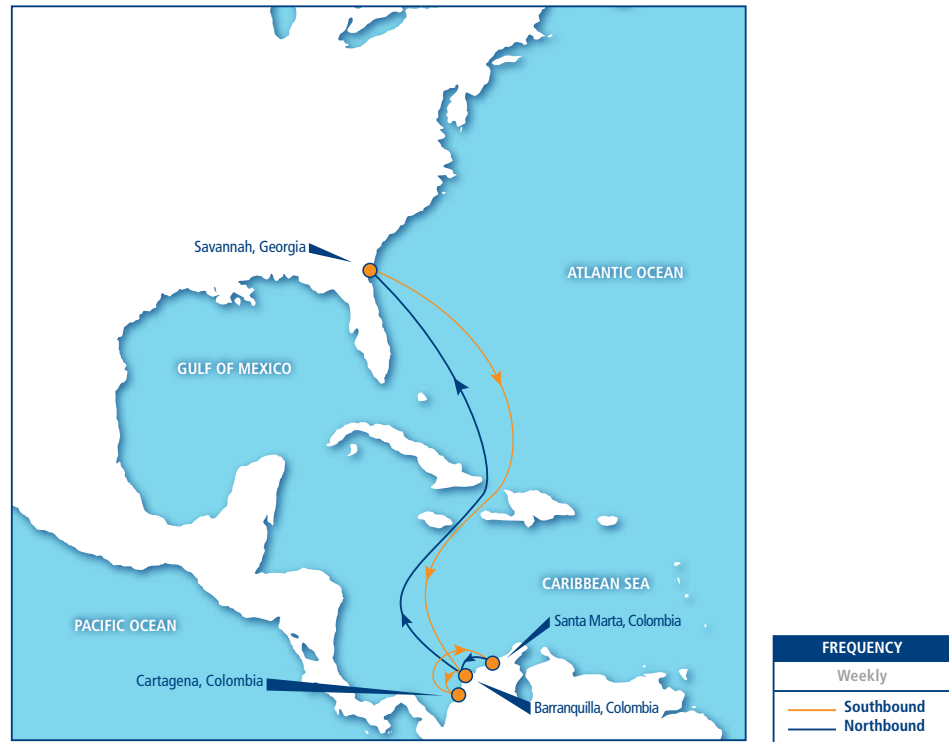 Savannah, Georgia
ATLANTIC OCEAN
GULF OF MEXICO
CARIBBEAN SEA
Santa Marta, Colombia
PACIFIC OCEAN
Cartagena, Colombia
Barranquilla, Colombia
FREQUENCY
Weekly
Southbound
Northbound